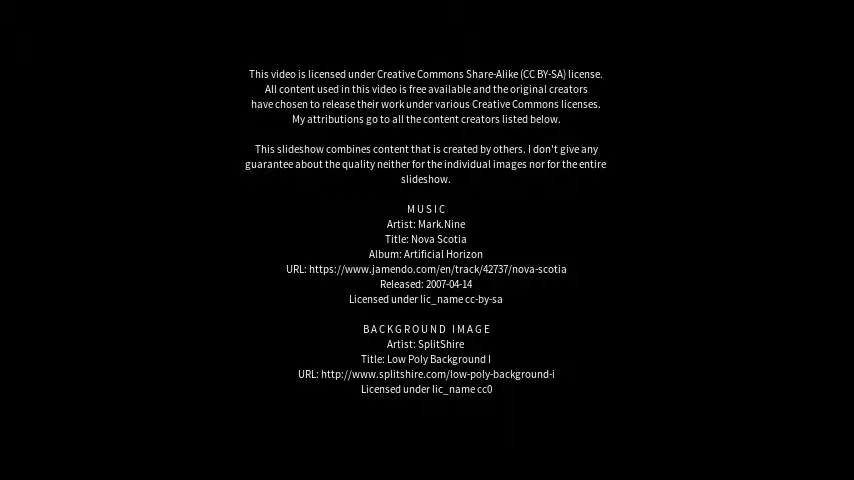 This video is licensed under Creative Commons Share-Alike (CC BY-SA) license.
All content used in this video is free available and the original creators
have chosen to release their work under various Creative Commons licenses.
My attributions go to all the content creators listed below.
This slideshow combines content that is created by others. I don't give any
guarantee about the quality neither for the individual images nor for the entire
slideshow.
MUSIC
Artist: Mark.Nine
Title: Nova Scotia
Album: Artificial Horizon
URL: https://www.jamendo.com/en/track/42737/nova-scotia
Released: 2007-04-14
Licensed under lic_name cc-by-sa
BACKGROUND IMAGE
Artist: SplitShire
Title: Low Poly Background I
URL: http://www.splitshire.com/low-poly-background-i
Licensed under lic_name cc0